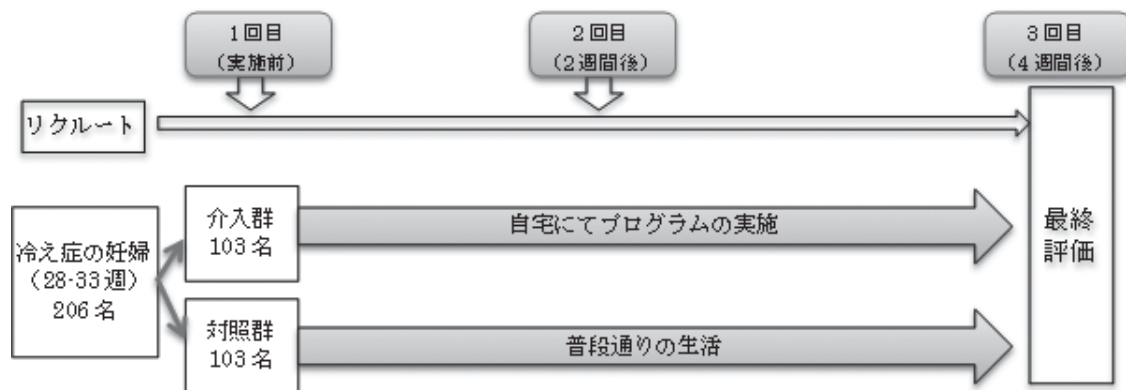 1回目
(実施前)
2回目
(2週間後)
3回目
(4週間後)
リクルート
冷え症の妊婦
(28-33週)
206名
介入群
103名
自宅にてプログラムの実施
対照群
103名
普段通りの生活
最終
評価